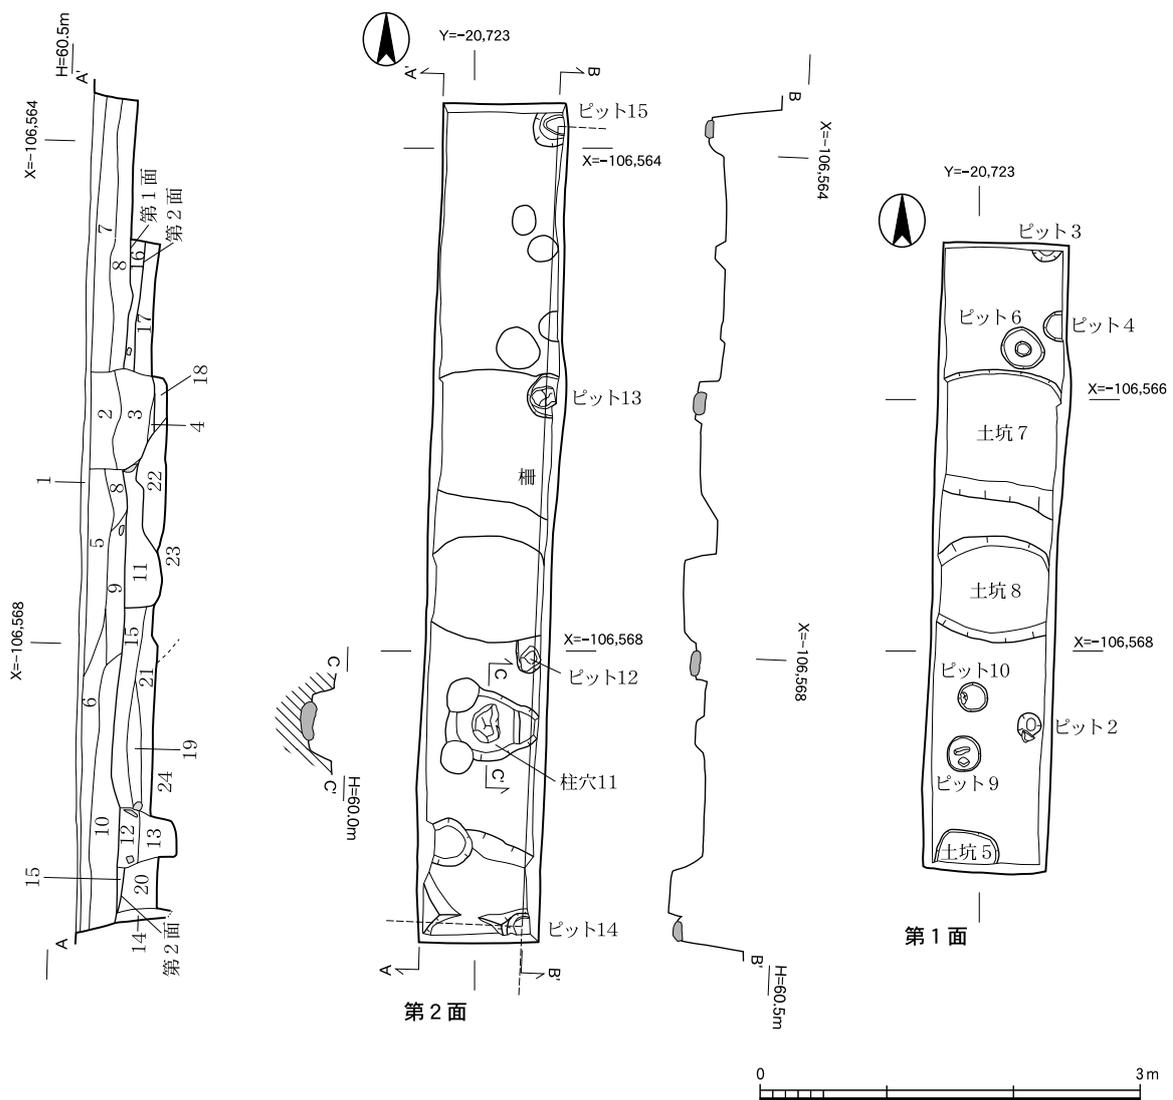 H=60.5m
A'
X=-106,564
第1面
第2面
7
8
16
17
18
2
3
4
1
8
22
5
23
11
9
X=-106,568
15
21
6
19
24
10
12
13
15
20
14
第2面
A
Y=-20,723
A'
B
ピット15
X=-106,564
ピット13
柵
X=-106,568
ピット12
C
C'
柱穴11
ピット14
A
B'
第2面
C
C'
H=60.0m
B
X=-106,564
X=-106,568
B'
H=60.5m
Y=-20,723
ピット3
ピット6
ピット4
X=-106,566
土坑7
土坑8
X=-106,568
ピット10
ピット2
ピット9
土坑5
第1面
0
3m